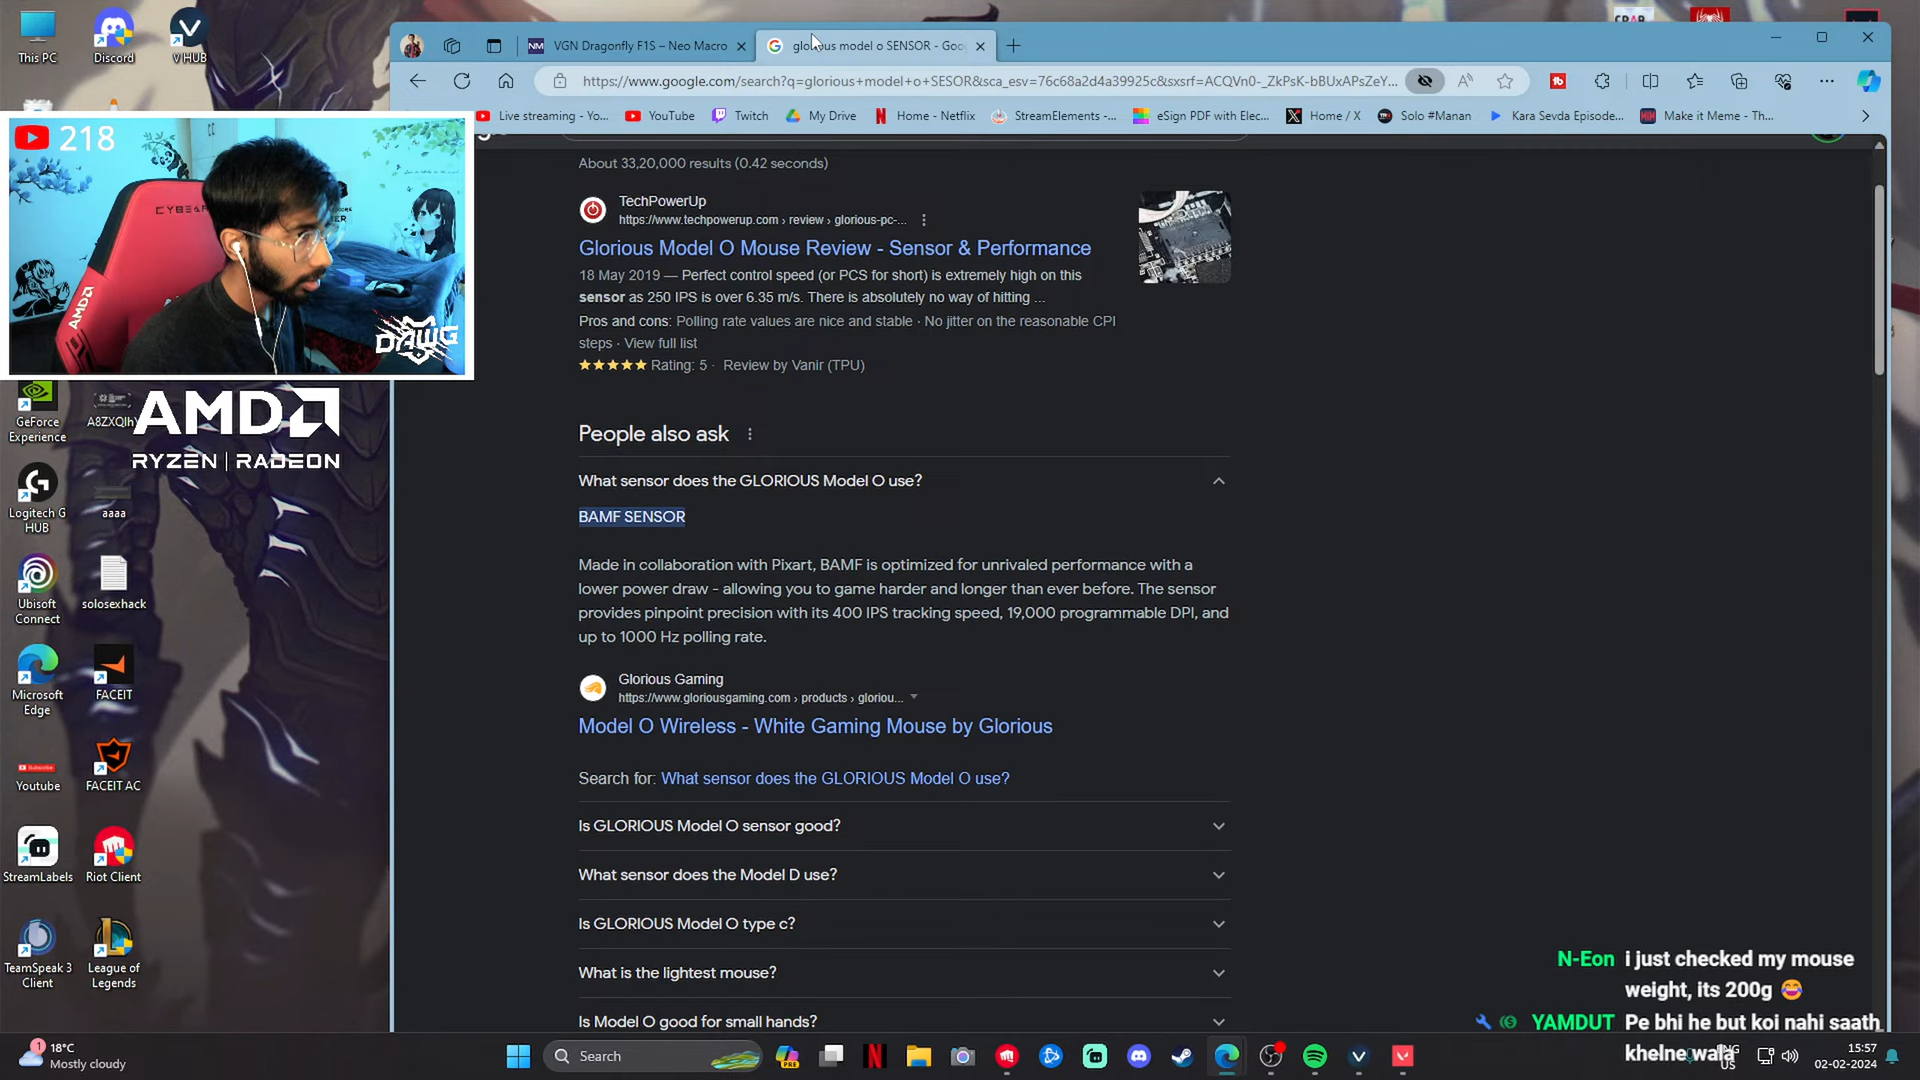 This PC
Discord
V HUB
VGN Dragonfly F1S – Neo Macro
glorious model o SENSOR - Goo
https://www.google.com/search?q=glorious+model+o+SESOR&sca_esv=76c68a2d4a39925c&sxsrf=ACQVn0-_ZkPsK-bBUxAPsZeY...
Live streaming - Yo...
YouTube
Twitch
My Drive
Home - Netflix
StreamElements -...
eSign PDF with Elec...
Home / X
Solo #Manan
Kara Sevda Episode...
Make it Meme - Th...
218
CYBEAR
AMD
DAWG
About 33,20,000 results (0.42 seconds)
TechPowerUp
https://www.techpowerup.com › review › glorious-pc-...
Glorious Model O Mouse Review - Sensor & Performance
18 May 2019 — Perfect control speed (or PCS for short) is extremely high on this
sensor as 250 IPS is over 6.35 m/s. There is absolutely no way of hitting ...
Pros and cons: Polling rate values are nice and stable · No jitter on the reasonable CPI
steps · View full list
Rating: 5 · Review by Vanir (TPU)
People also ask
What sensor does the GLORIOUS Model O use?
BAMF SENSOR
Made in collaboration with Pixart, BAMF is optimized for unrivaled performance with a
lower power draw - allowing you to game harder and longer than ever before. The sensor
provides pinpoint precision with its 400 IPS tracking speed, 19,000 programmable DPI, and
up to 1000 Hz polling rate.
Glorious Gaming
https://www.gloriousgaming.com › products › gloriou...
Model O Wireless - White Gaming Mouse by Glorious
Search for: What sensor does the GLORIOUS Model O use?
Is GLORIOUS Model O sensor good?
What sensor does the Model D use?
Is GLORIOUS Model O type c?
What is the lightest mouse?
Is Model O good for small hands?
GeForce
Experience
A8ZXQIhY
AMD
RYZEN | RADEON
Logitech G
HUB
aaaa
Ubisoft
Connect
solosexhack
Microsoft
Edge
FACEIT
Youtube
FACEIT AC
StreamLabels
Riot Client
TeamSpeak 3
Client
League of
Legends
N-Eon i just checked my mouse
weight, its 200g 😂
YAMDUT Pe bhi he but koi nahi saath
khelne wala
18°C
Mostly cloudy
Search
PRE
US
15:57
02-02-2024